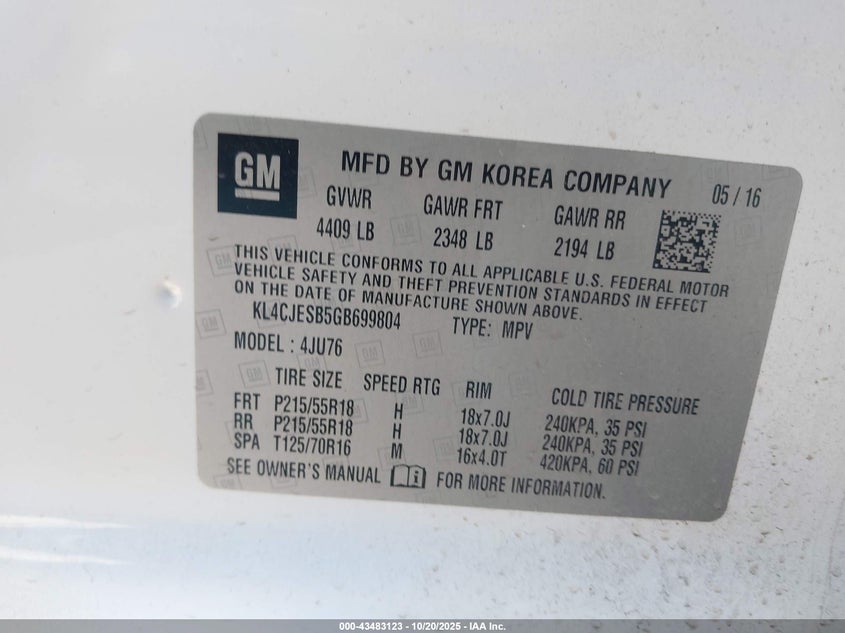 GM
MFD BY GM KOREA COMPANY 05 / 16
GVWR GAWR FRT GAWR RR
4409 LB 2348 LB 2194 LB
THIS VEHICLE CONFORMS TO ALL APPLICABLE U.S. FEDERAL MOTOR
VEHICLE SAFETY AND THEFT PREVENTION STANDARDS IN EFFECT
ON THE DATE OF MANUFACTURE SHOWN ABOVE.
KL4CJESB5GB699804 TYPE: MPV
MODEL : 4JU76
TIRE SIZE SPEED RTG RIM COLD TIRE PRESSURE
FRT P215/55R18 H 18x7.0J 240KPA, 35 PSI
RR P215/55R18 H 18x7.0J 240KPA, 35 PSI
SPA T125/70R16 M 16x4.0T 420KPA, 60 PSI
SEE OWNER'S MANUAL FOR MORE INFORMATION.
000-43483123 - 10/20/2025 - IAA Inc.